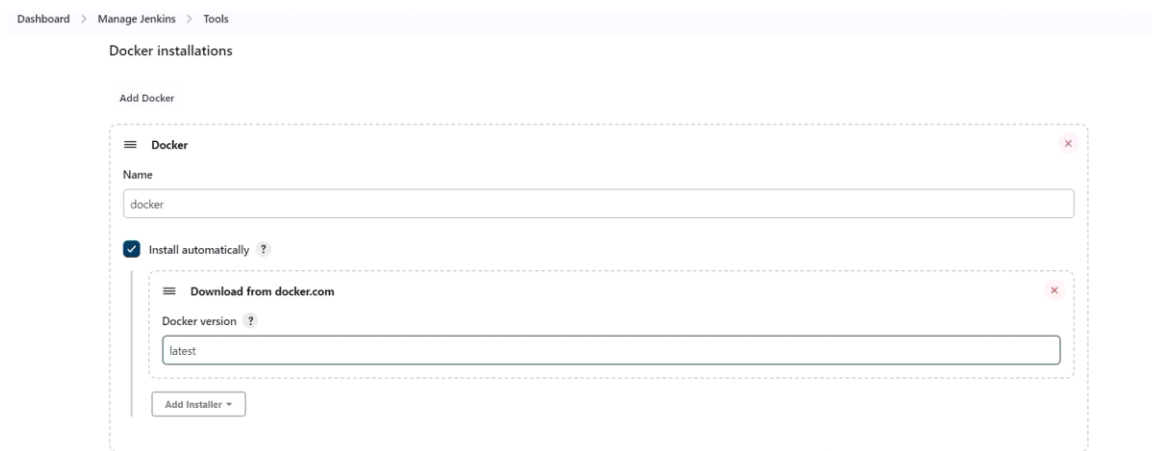 Dashboard > Manage Jenkins > Tools
Docker installations
Add Docker
Docker
Name
docker
Install automatically ?
Download from docker.com
Docker version ?
latest
Add Installer